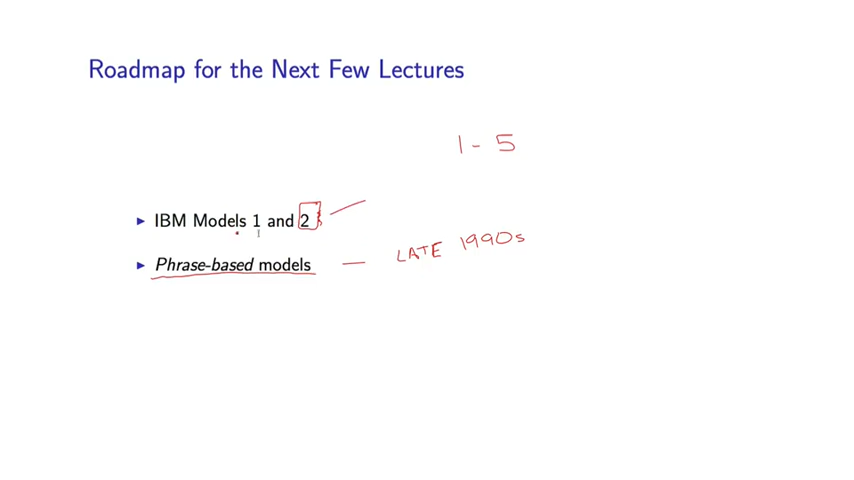 Roadmap for the Next Few Lectures
1 - 5
▶ IBM Models 1 and 2
▶ Phrase-based models — LATE 1990s